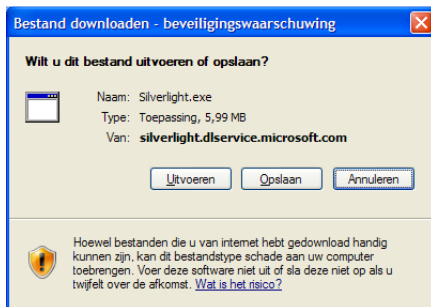 Bestand downloaden - beveiligingswaarschuwing
Wilt u dit bestand uitvoeren of opslaan?
Naam: Silverlight.exe
Type: Toepassing, 5,99 MB
Van: silverlight.dlservice.microsoft.com
Uitvoeren Opslaan Annuleren
Hoewel bestanden die u van internet hebt gedownload handig
kunnen zijn, kan dit bestandstype schade aan uw computer
toebrengen. Voer deze software niet uit of sla deze niet op als u
twijfelt over de afkomst. Wat is het risico?